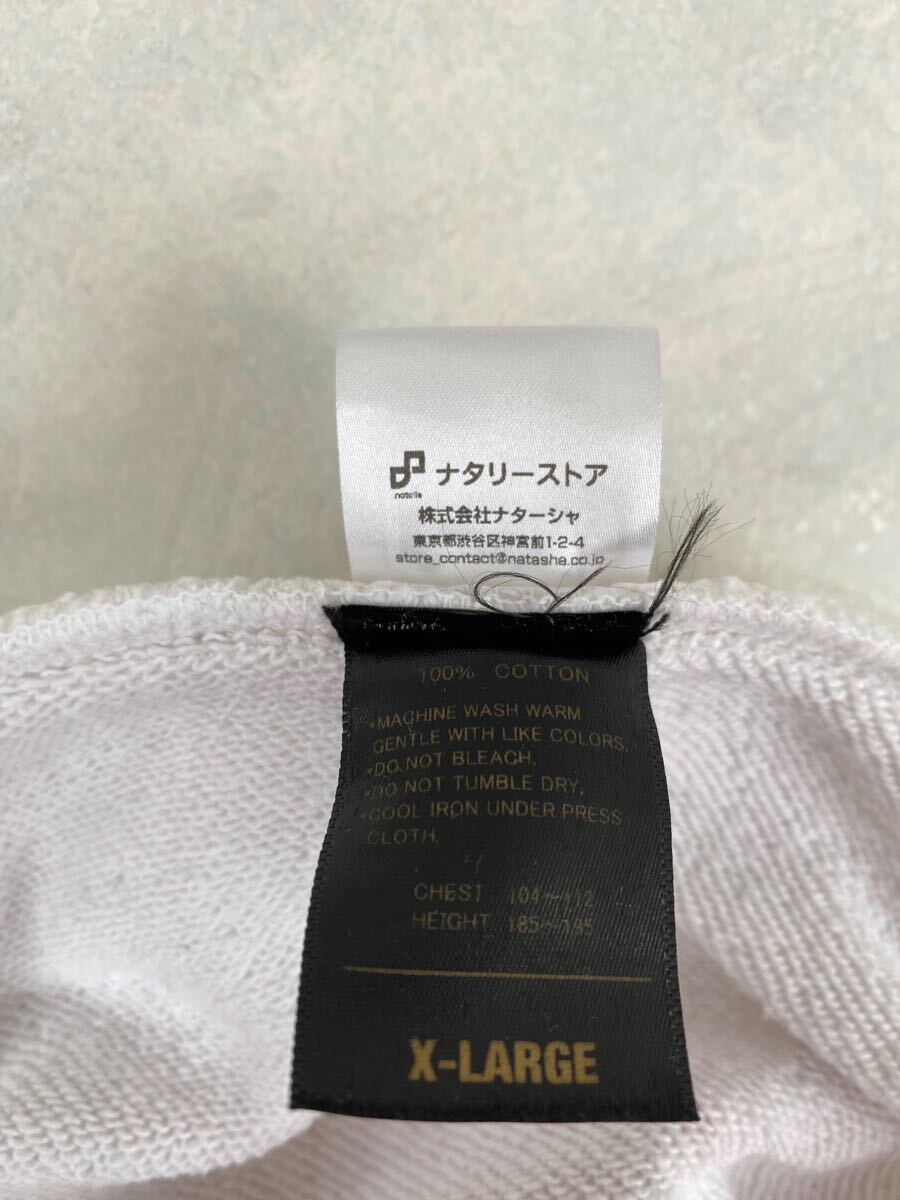 natalie
ナタリーストア
株式会社ナターシャ
東京都渋谷区神宮前1-2-4
store_contact@natasha.co.jp
100% COTTON
•MACHINE WASH WARM
GENTLE WITH LIKE COLORS.
•DO NOT BLEACH.
•DO NOT TUMBLE DRY.
•COOL IRON UNDER PRESS
CLOTH.
CHEST 104~112
HEIGHT 185~195
X-LARGE